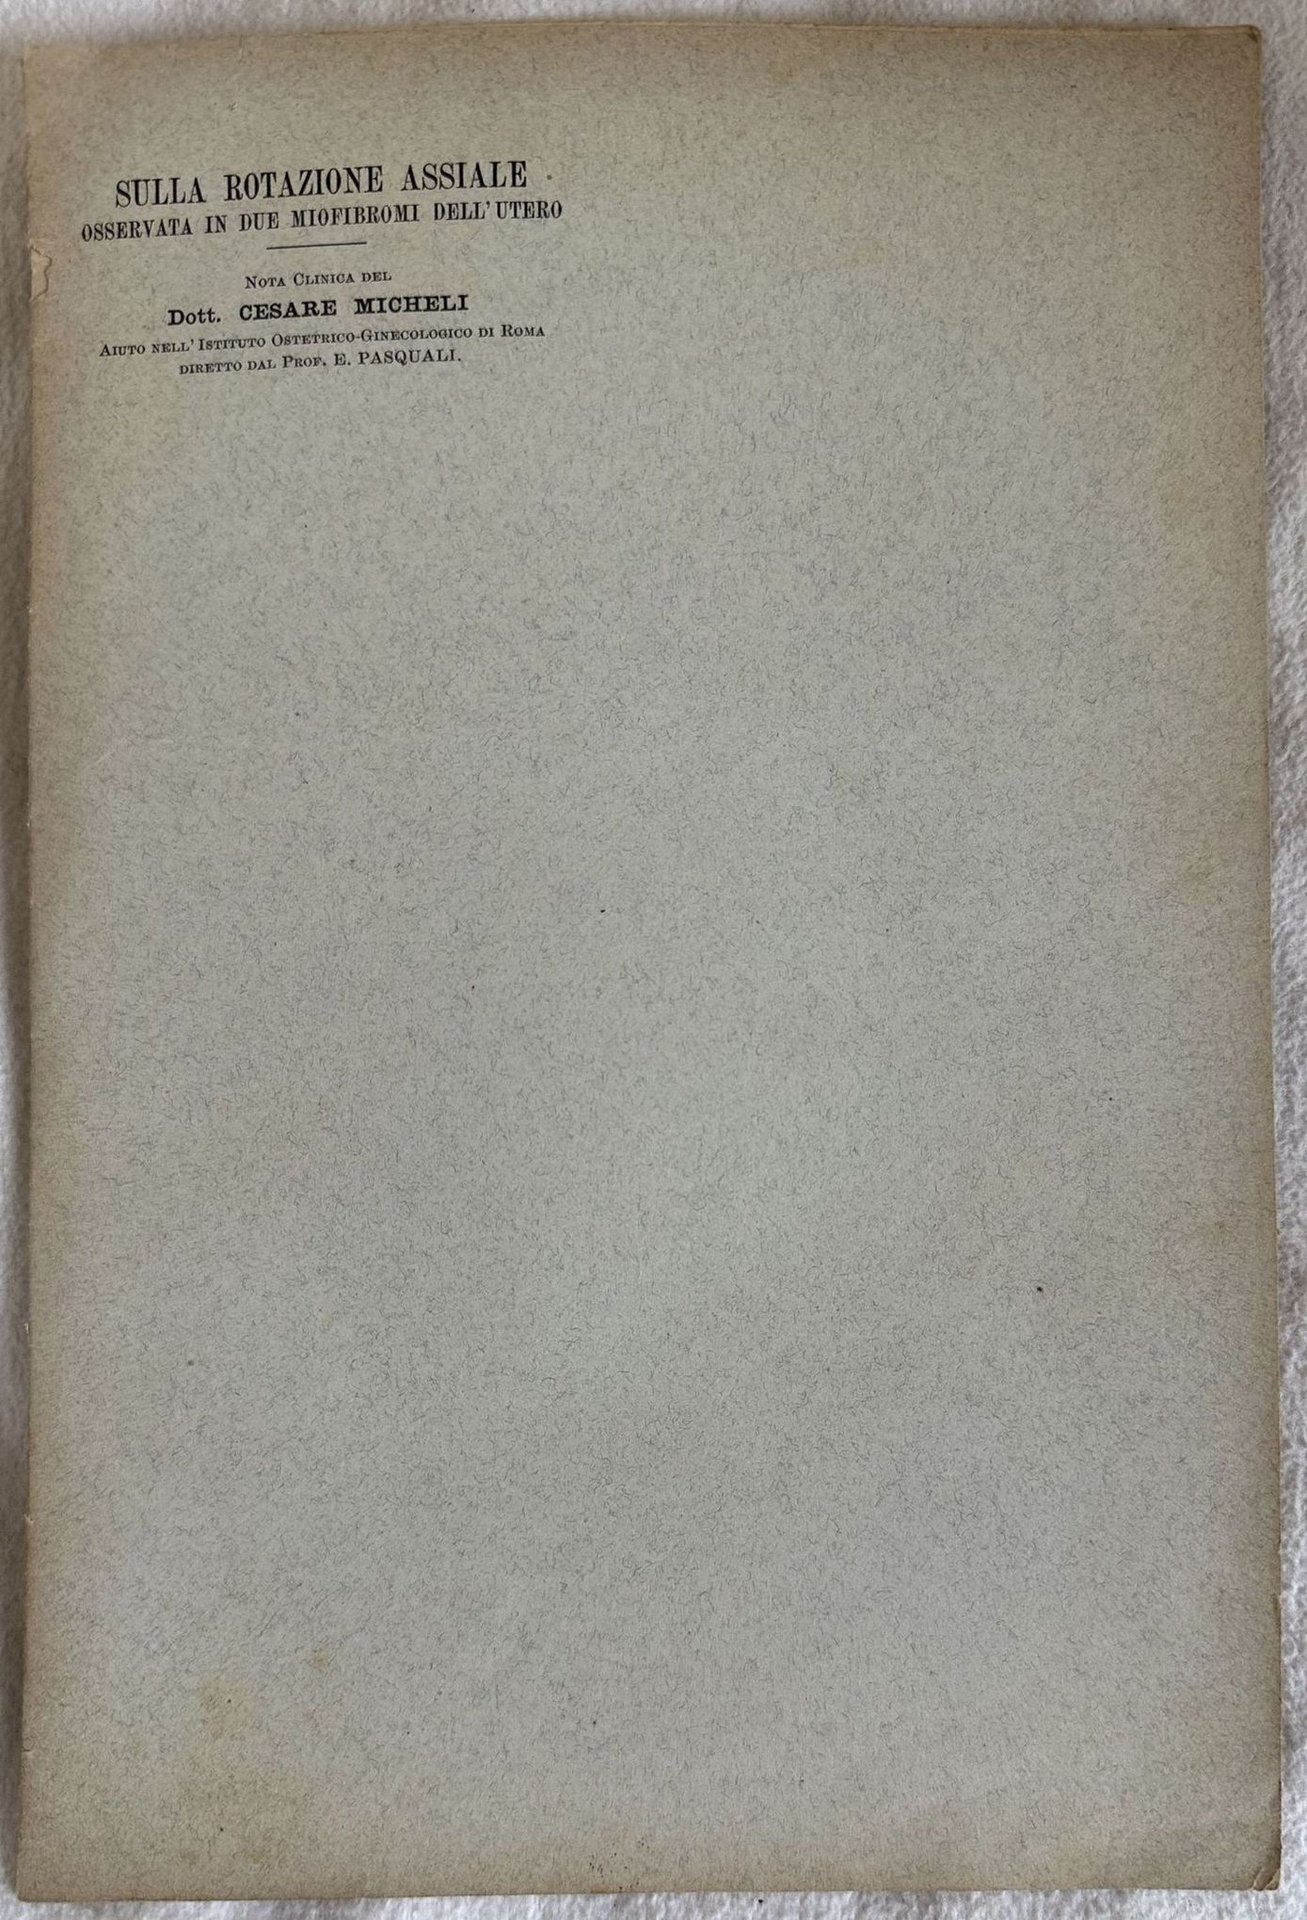 SULLA ROTAZIONE ASSIALE
OSSERVATA IN DUE MIOFIBROMI DELL'UTERO
NOTA CLINICA DEL
Dott. CESARE MICHELI
AIUTO NELL' ISTITUTO OSTETRICO-GINECOLOGICO DI ROMA
DIRETTO DAL PROF. E. PASQUALI.